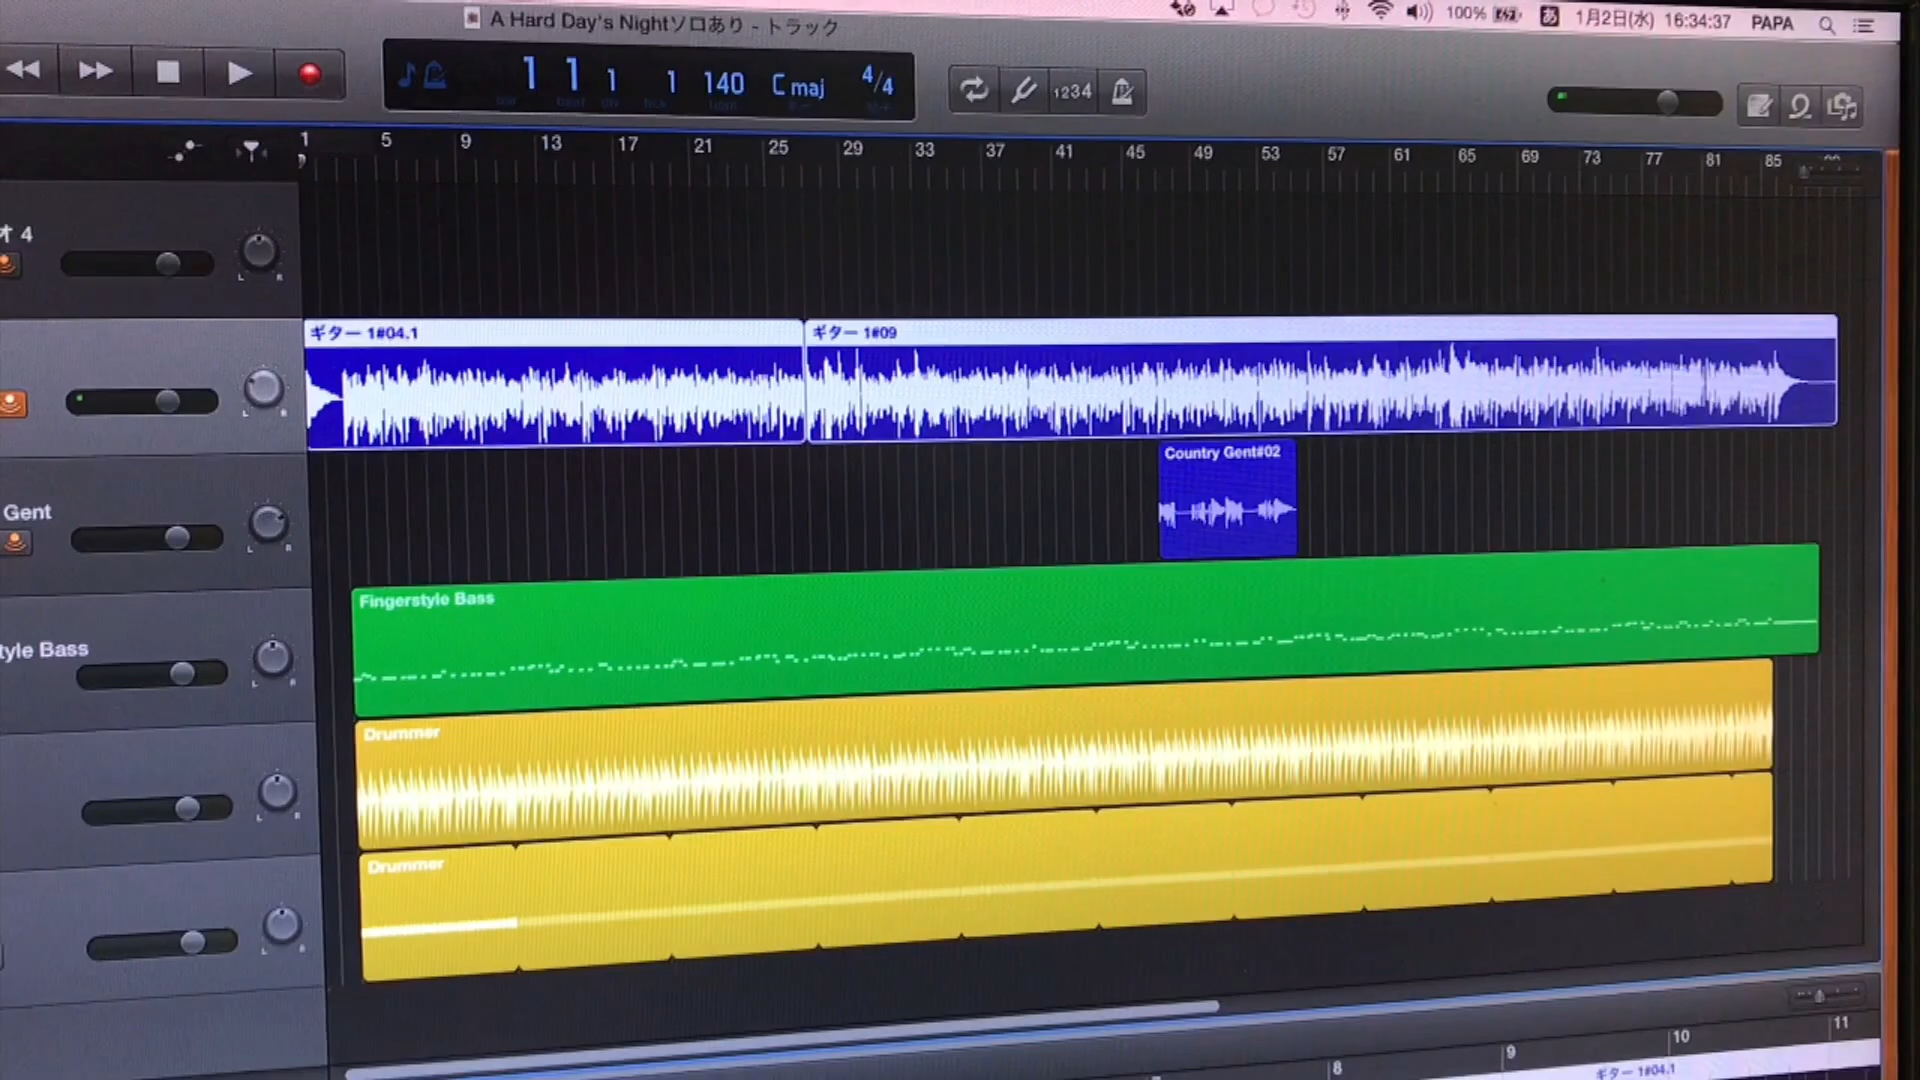 A Hard Day's Nightソロあり - トラック
100% あ 1月2日(水) 16:34:37 PAPA
1 1 1 1 140 C maj 4/4
1234
1 5 9 13 17 21 25 29 33 37 41 45 49 53 57 61 65 69 73 77 81 85
オ 4
L R
ギター 1#04.1 ギター 1#09
L R
Country Gent#02
Gent
L R
Fingerstyle Bass
tyle Bass
L R
Drummer
L R
Drummer
L R
8 9 10 11
ギター 1#04.1